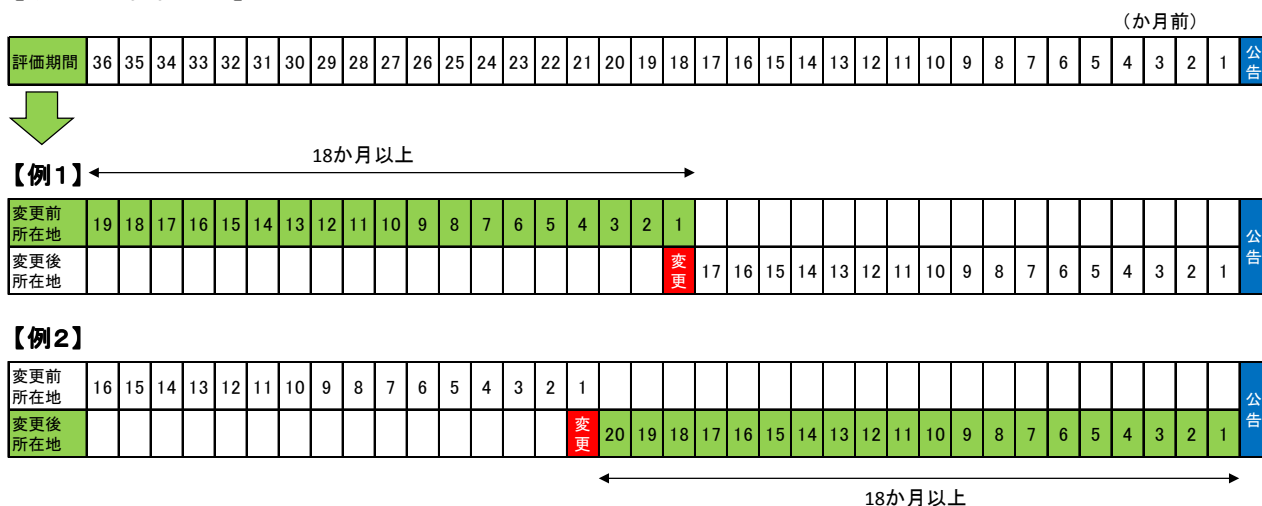 （か月前）
評価期間 36 35 34 33 32 31 30 29 28 27 26 25 24 23 22 21 20 19 18 17 16 15 14 13 12 11 10 9 8 7 6 5 4 3 2 1 公告
18か月以上
【例１】
変更前所在地 19 18 17 16 15 14 13 12 11 10 9 8 7 6 5 4 3 2 1 公告
変更後所在地 変更 17 16 15 14 13 12 11 10 9 8 7 6 5 4 3 2 1
【例２】
変更前所在地 16 15 14 13 12 11 10 9 8 7 6 5 4 3 2 1 公告
変更後所在地 変更 20 19 18 17 16 15 14 13 12 11 10 9 8 7 6 5 4 3 2 1
18か月以上